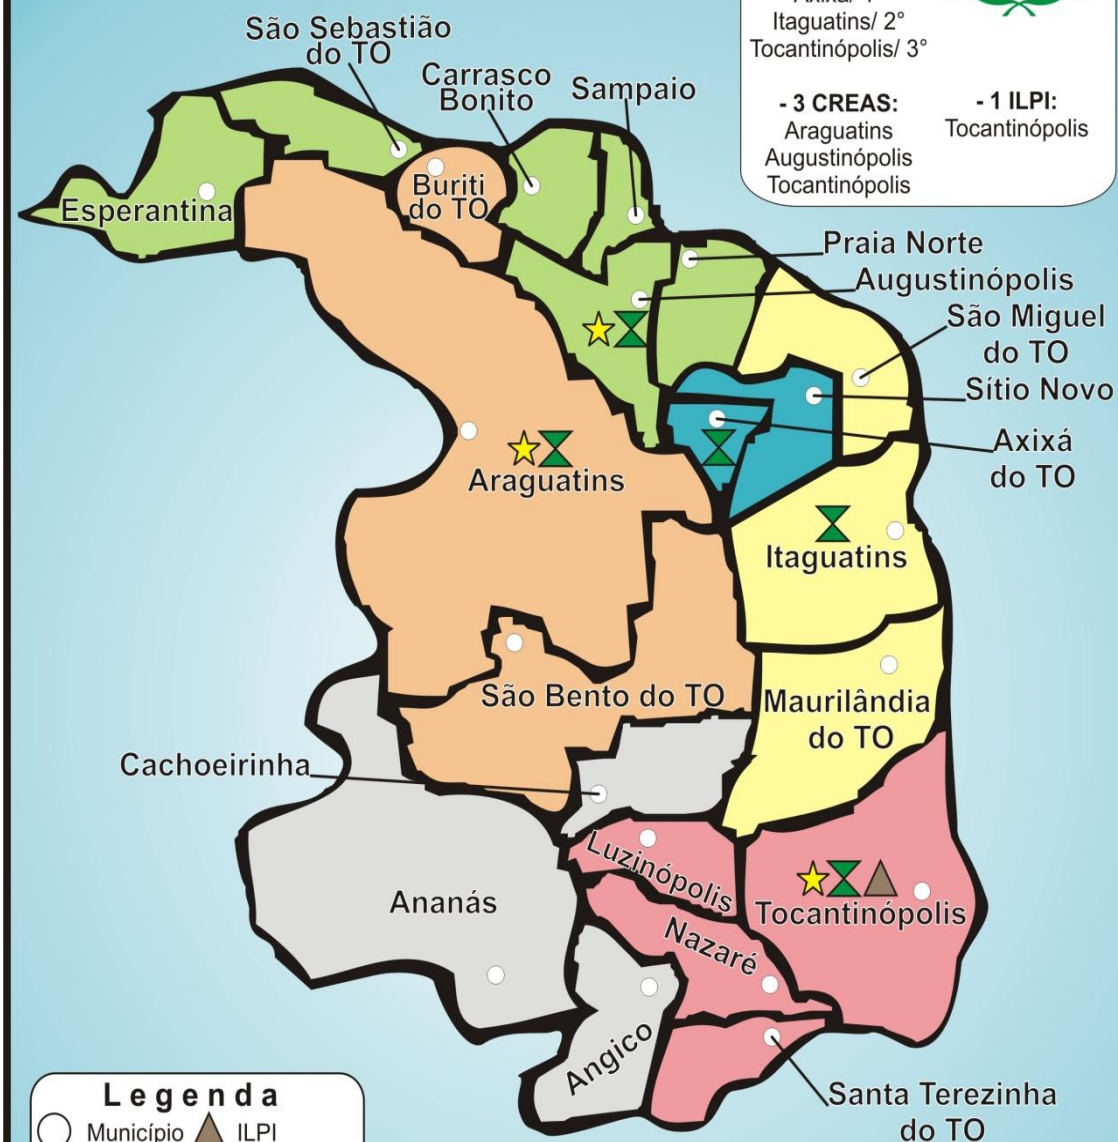 Itaguatins/ 2°
Tocantinópolis/ 3°
- 3 CREAS:
Araguatins
Augustinópolis
Tocantinópolis
- 1 ILPI:
Tocantinópolis
São Sebastião
do TO
Carrasco
Bonito
Sampaio
Esperantina
Buriti
do TO
Praia Norte
Augustinópolis
São Miguel
do TO
Sítio Novo
Axixá
do TO
Araguatins
Itaguatins
São Bento do TO
Maurilândia
do TO
Cachoeirinha
Luzinópolis
Ananás
Tocantinópolis
Nazaré
Angico
Santa Terezinha
do TO
Legenda
Município
ILPI